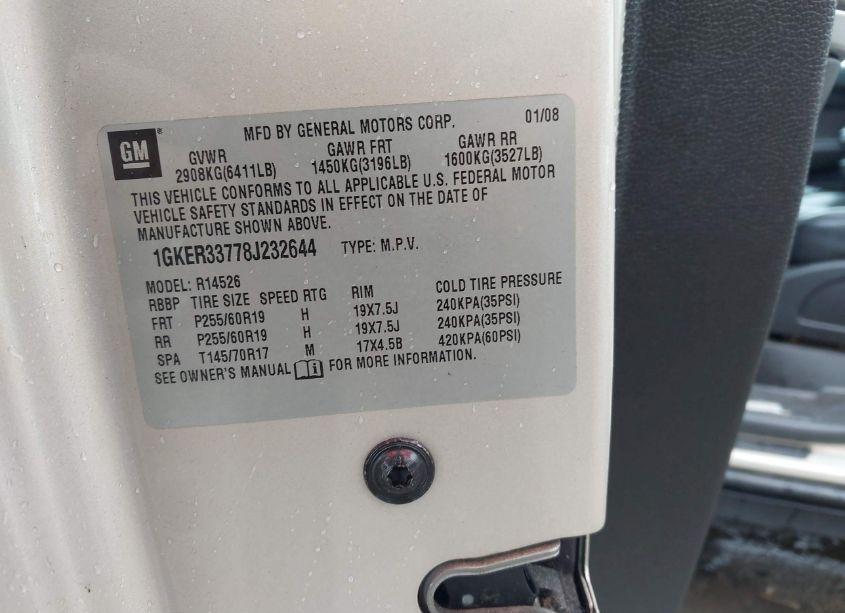 MFD BY GENERAL MOTORS CORP. 01/08
GM®
GVWR GAWR FRT GAWR RR
2908KG(6411LB) 1450KG(3196LB) 1600KG(3527LB)
THIS VEHICLE CONFORMS TO ALL APPLICABLE U.S. FEDERAL MOTOR
VEHICLE SAFETY STANDARDS IN EFFECT ON THE DATE OF
MANUFACTURE SHOWN ABOVE.
1GKER33778J232644 TYPE: M.P.V.
MODEL: R14526
RBBP TIRE SIZE SPEED RTG RIM COLD TIRE PRESSURE
FRT P255/60R19 H 19X7.5J 240KPA(35PSI)
RR P255/60R19 H 19X7.5J 240KPA(35PSI)
SPA T145/70R17 M 17X4.5B 420KPA(60PSI)
SEE OWNER'S MANUAL i FOR MORE INFORMATION.